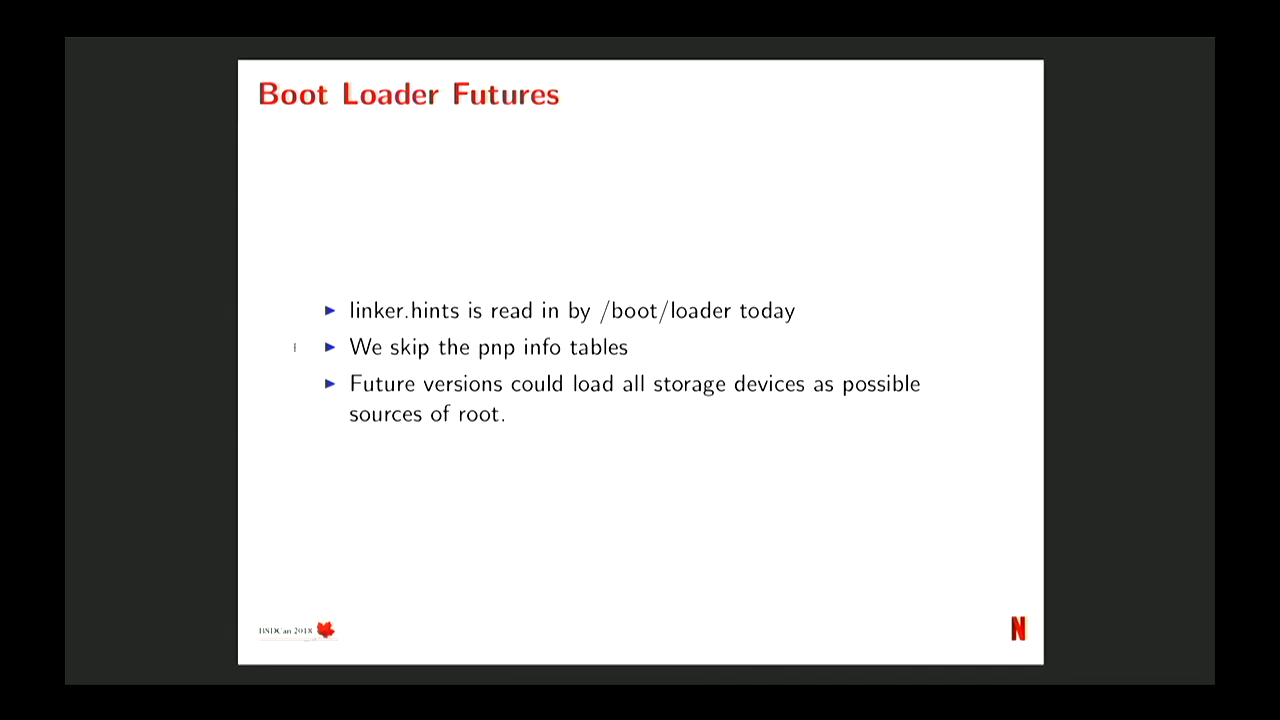 Boot Loader Futures
linker.hints is read in by /boot/loader today
We skip the pnp info tables
Future versions could load all storage devices as possible
sources of root.
BSDCan 2018
N